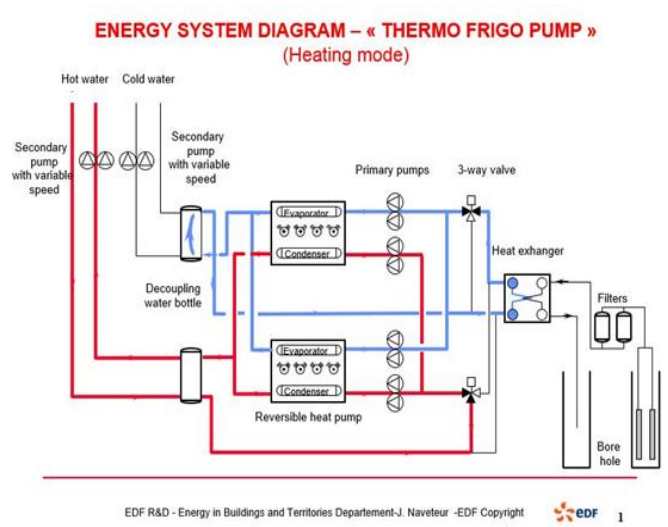 ENERGY SYSTEM DIAGRAM – « THERMO FRIGO PUMP »
(Heating mode)
Hot water
Cold water
Secondary
pump
with variable
speed
Secondary
pump
with variable
speed
Primary pumps
3-way valve
Evaporator
Condenser
Heat exhanger
Filters
Decoupling
water bottle
Evaporator
Condenser
Reversible heat pump
Bore
hole
EDF R&D - Energy in Buildings and Territories Departement-J. Naveteur -EDF Copyright
eDF
1